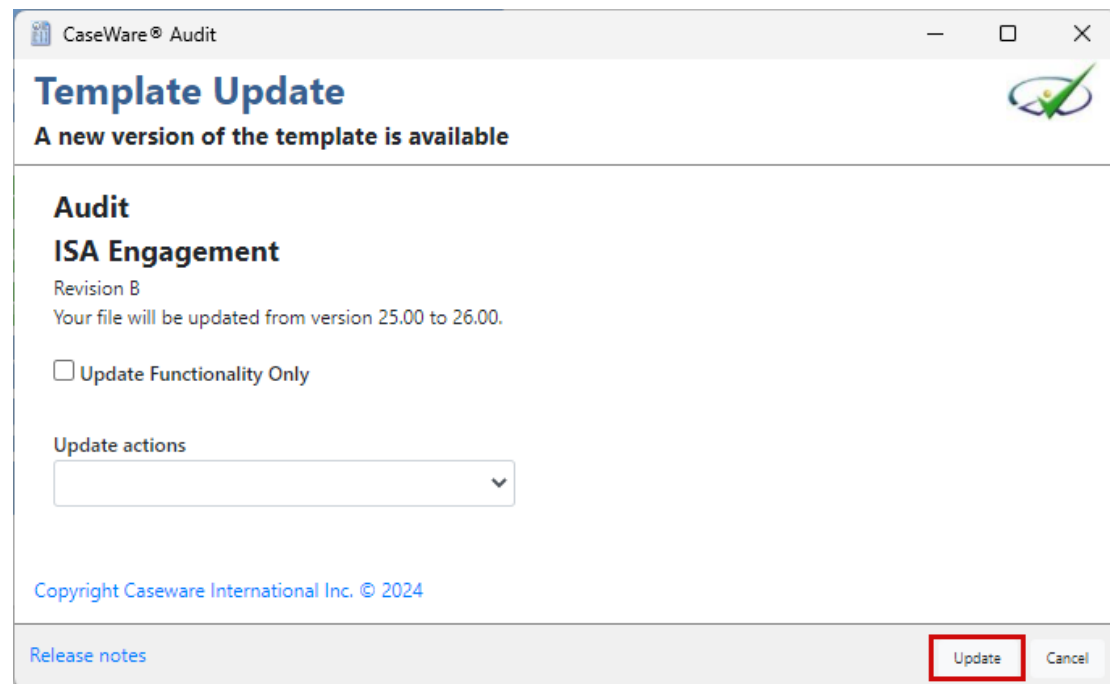 CaseWare® Audit
Template Update
A new version of the template is available
Audit
ISA Engagement
Revision B
Your file will be updated from version 25.00 to 26.00.
Update Functionality Only
Update actions
Copyright Caseware International Inc. © 2024
Release notes
Update
Cancel